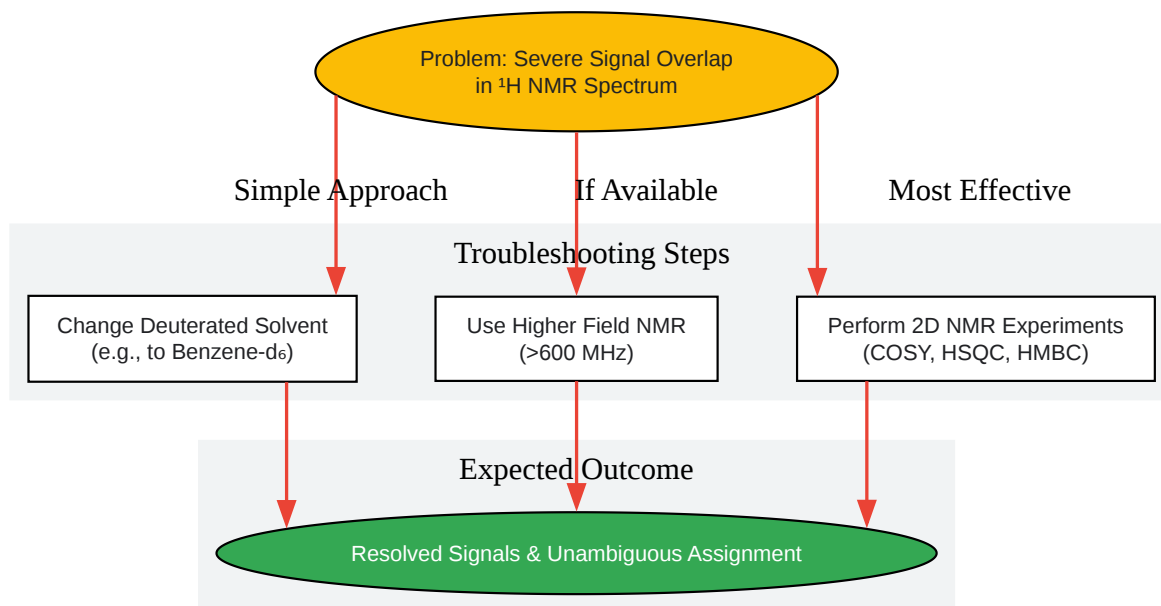 Problem: Severe Signal Overlap
in ¹H NMR Spectrum
Simple Approach
If Available
Most Effective
Troubleshooting Steps
Change Deuterated Solvent
(e.g., to Benzene-d₆)
Use Higher Field NMR
(>600 MHz)
Perform 2D NMR Experiments
(COSY, HSQC, HMBC)
Expected Outcome
Resolved Signals & Unambiguous Assignment